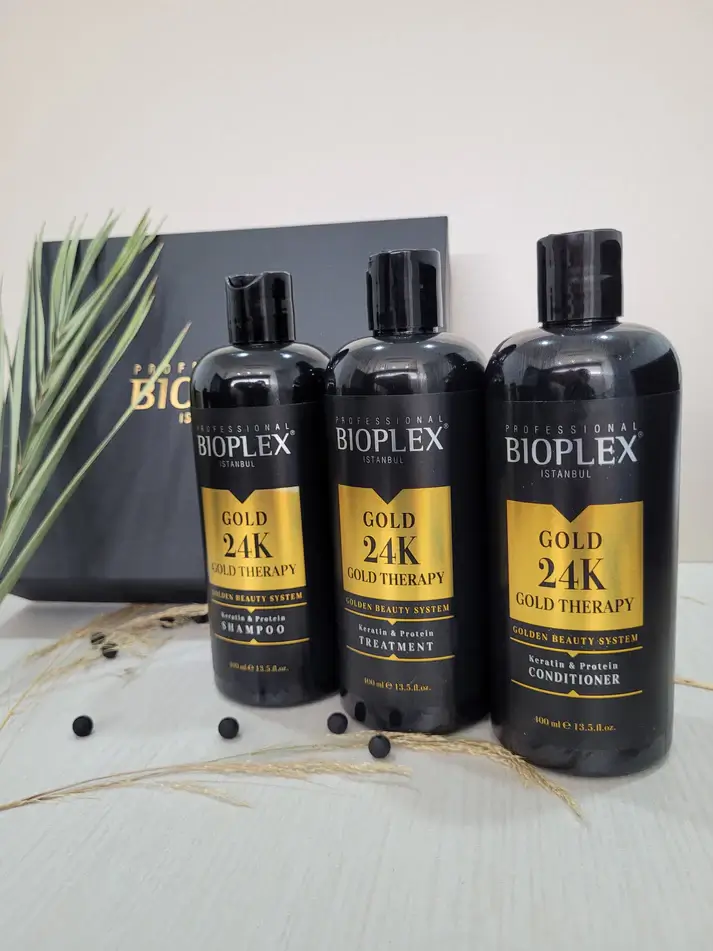 PROFESSIONAL
BIOPLEX®
ISTANBUL
GOLD
24K
GOLD THERAPY
GOLDEN BEAUTY SYSTEM
Keratin & Protein
SHAMPOO
400 ml e 13.5.fl.oz.
PROFESSIONAL
BIOPLEX®
ISTANBUL
GOLD
24K
GOLD THERAPY
GOLDEN BEAUTY SYSTEM
Keratin & Protein
TREATMENT
400 ml e 13.5.fl.oz.
PROFESSIONAL
BIOPLEX®
ISTANBUL
GOLD
24K
GOLD THERAPY
GOLDEN BEAUTY SYSTEM
Keratin & Protein
CONDITIONER
400 ml e 13.5.fl.oz.